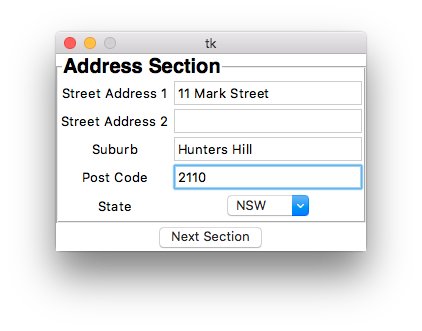 tk
Address Section
Street Address 1 11 Mark Street
Street Address 2
Suburb Hunters Hill
Post Code 2110
State NSW
Next Section